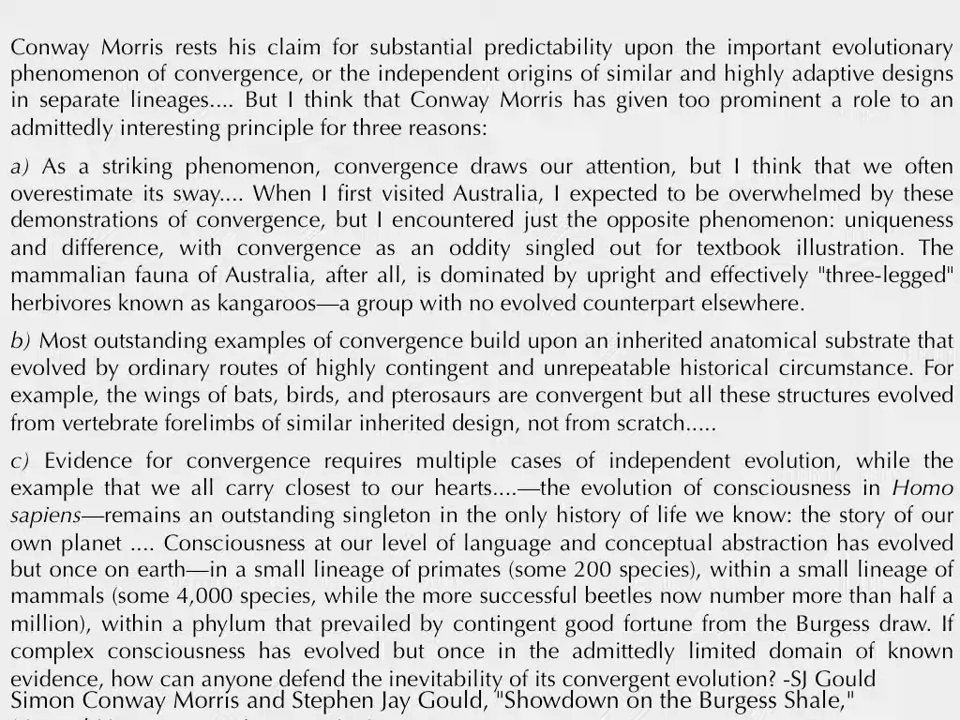 Conway Morris rests his claim for substantial predictability upon the important evolutionary
phenomenon of convergence, or the independent origins of similar and highly adaptive designs
in separate lineages.... But I think that Conway Morris has given too prominent a role to an
admittedly interesting principle for three reasons:
a) As a striking phenomenon, convergence draws our attention, but I think that we often
overestimate its sway.... When I first visited Australia, I expected to be overwhelmed by these
demonstrations of convergence, but I encountered just the opposite phenomenon: uniqueness
and difference, with convergence as an oddity singled out for textbook illustration. The
mammalian fauna of Australia, after all, is dominated by upright and effectively "three-legged"
herbivores known as kangaroos—a group with no evolved counterpart elsewhere.
b) Most outstanding examples of convergence build upon an inherited anatomical substrate that
evolved by ordinary routes of highly contingent and unrepeatable historical circumstance. For
example, the wings of bats, birds, and pterosaurs are convergent but all these structures evolved
from vertebrate forelimbs of similar inherited design, not from scratch.....
c) Evidence for convergence requires multiple cases of independent evolution, while the
example that we all carry closest to our hearts....—the evolution of consciousness in Homo
sapiens—remains an outstanding singleton in the only history of life we know: the story of our
own planet .... Consciousness at our level of language and conceptual abstraction has evolved
but once on earth—in a small lineage of primates (some 200 species), within a small lineage of
mammals (some 4,000 species, while the more successful beetles now number more than half a
million), within a phylum that prevailed by contingent good fortune from the Burgess draw. If
complex consciousness has evolved but once in the admittedly limited domain of known
evidence, how can anyone defend the inevitability of its convergent evolution? -SJ Gould
Simon Conway Morris and Stephen Jay Gould, "Showdown on the Burgess Shale,"